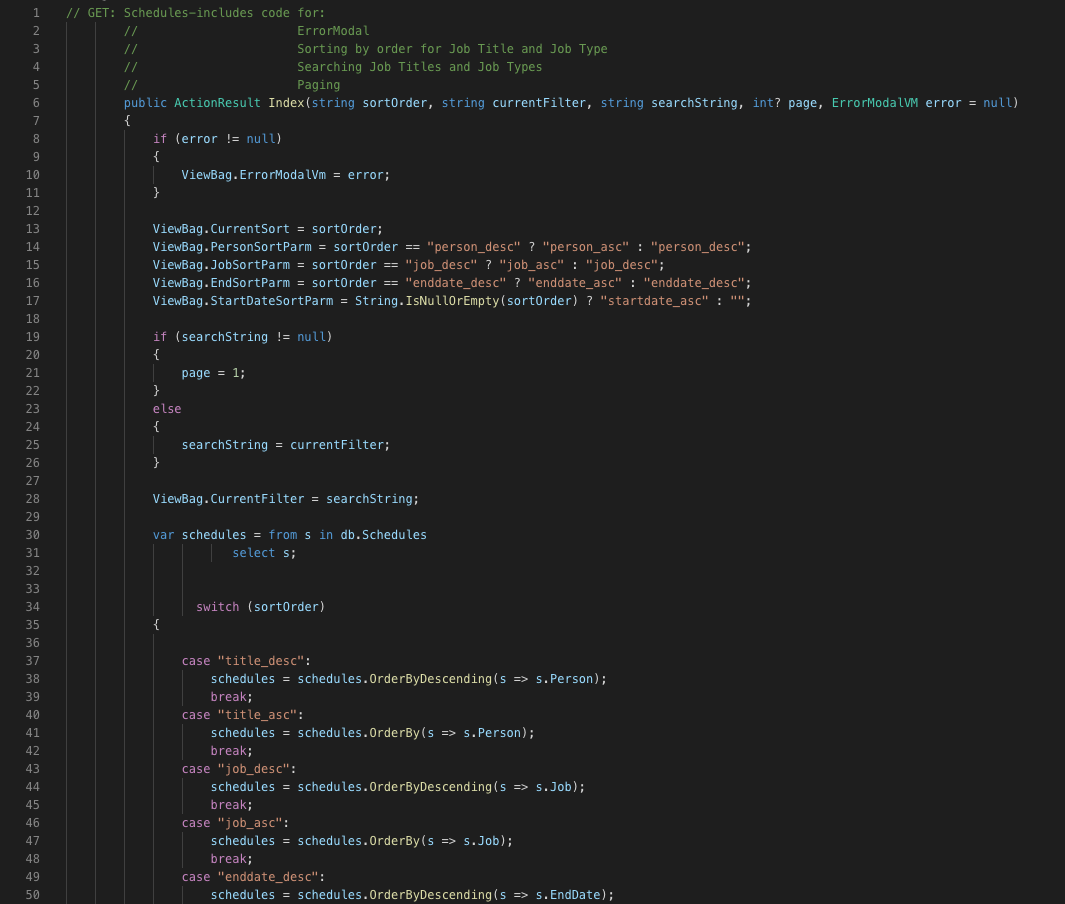 1 // GET: Schedules-includes code for:
2 // ErrorModal
3 // Sorting by order for Job Title and Job Type
4 // Searching Job Titles and Job Types
5 // Paging
6 public ActionResult Index(string sortOrder, string currentFilter, string searchString, int? page, ErrorModalVM error = null)
7 {
8 if (error != null)
9 {
10 ViewBag.ErrorModalVm = error;
11 }
12
13 ViewBag.CurrentSort = sortOrder;
14 ViewBag.PersonSortParm = sortOrder == "person_desc" ? "person_asc" : "person_desc";
15 ViewBag.JobSortParm = sortOrder == "job_desc" ? "job_asc" : "job_desc";
16 ViewBag.EndSortParm = sortOrder == "enddate_desc" ? "enddate_asc" : "enddate_desc";
17 ViewBag.StartDateSortParm = String.IsNullOrEmpty(sortOrder) ? "startdate_asc" : "";
18
19 if (searchString != null)
20 {
21 page = 1;
22 }
23 else
24 {
25 searchString = currentFilter;
26 }
27
28 ViewBag.CurrentFilter = searchString;
29
30 var schedules = from s in db.Schedules
31 select s;
32
33
34 switch (sortOrder)
35 {
36
37 case "title_desc":
38 schedules = schedules.OrderByDescending(s => s.Person);
39 break;
40 case "title_asc":
41 schedules = schedules.OrderBy(s => s.Person);
42 break;
43 case "job_desc":
44 schedules = schedules.OrderByDescending(s => s.Job);
45 break;
46 case "job_asc":
47 schedules = schedules.OrderBy(s => s.Job);
48 break;
49 case "enddate_desc":
50 schedules = schedules.OrderByDescending(s => s.EndDate);